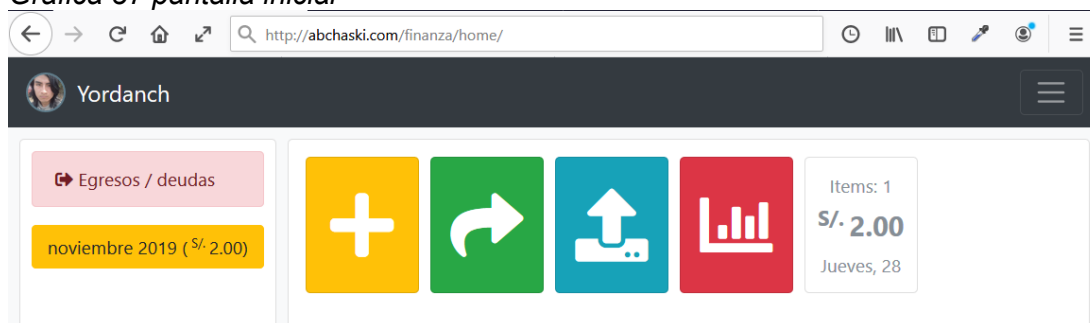 Gráfica 37 pantalla inicial
http://abchaski.com/finanza/home/
Yordanch
Egresos / deudas
noviembre 2019 ( S/. 2.00)
Items: 1
S/. 2.00
Jueves, 28